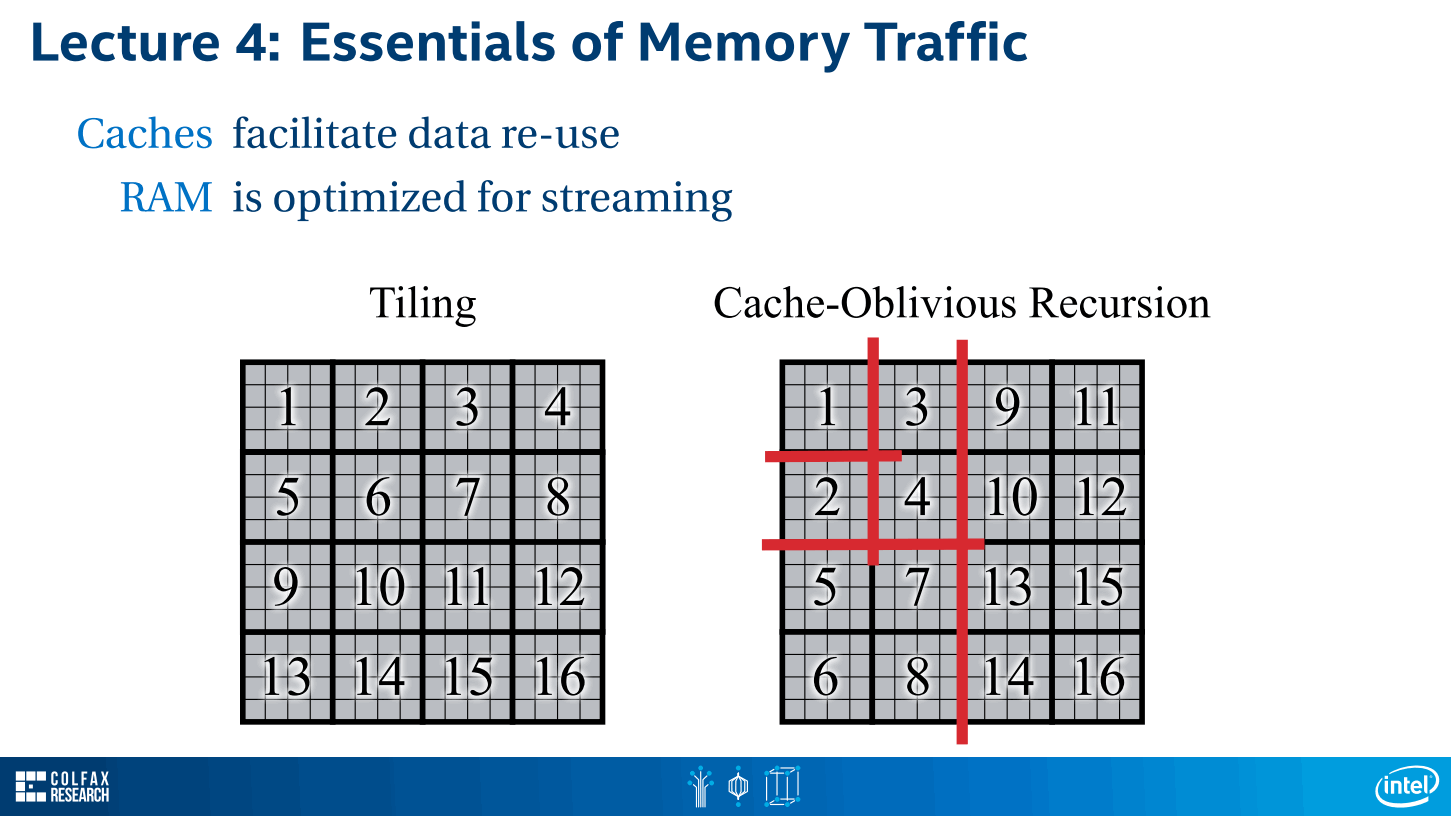 Lecture 4: Essentials of Memory Traffic
Caches facilitate data re-use
RAM is optimized for streaming
Tiling
1 2 3 4
5 6 7 8
9 10 11 12
13 14 15 16
Cache-Oblivious Recursion
1 3 9 11
2 4 10 12
5 7 13 15
6 8 14 16
COLFAX
RESEARCH
intel